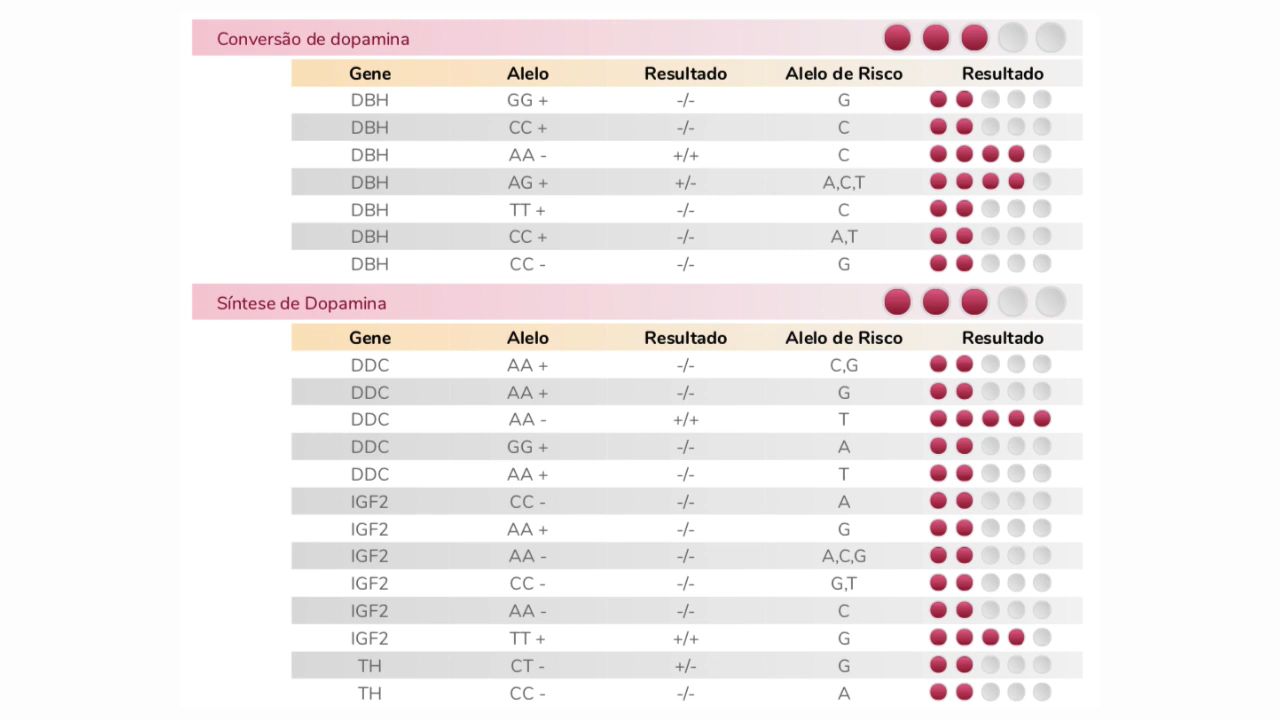 Conversão de dopamina
Gene Alelo Resultado Alelo de Risco Resultado
DBH GG + -/- G
DBH CC + -/- C
DBH AA - +/+ C
DBH AG + +/- A,C,T
DBH TT + -/- C
DBH CC + -/- A,T
DBH CC - -/- G
Síntese de Dopamina
Gene Alelo Resultado Alelo de Risco Resultado
DDC AA + -/- C,G
DDC AA + -/- G
DDC AA - +/+ T
DDC GG + -/- A
DDC AA + -/- T
IGF2 CC - -/- A
IGF2 AA + -/- G
IGF2 AA - -/- A,C,G
IGF2 CC - -/- G,T
IGF2 AA - -/- C
IGF2 TT + +/+ G
TH CT - +/- G
TH CC - -/- A